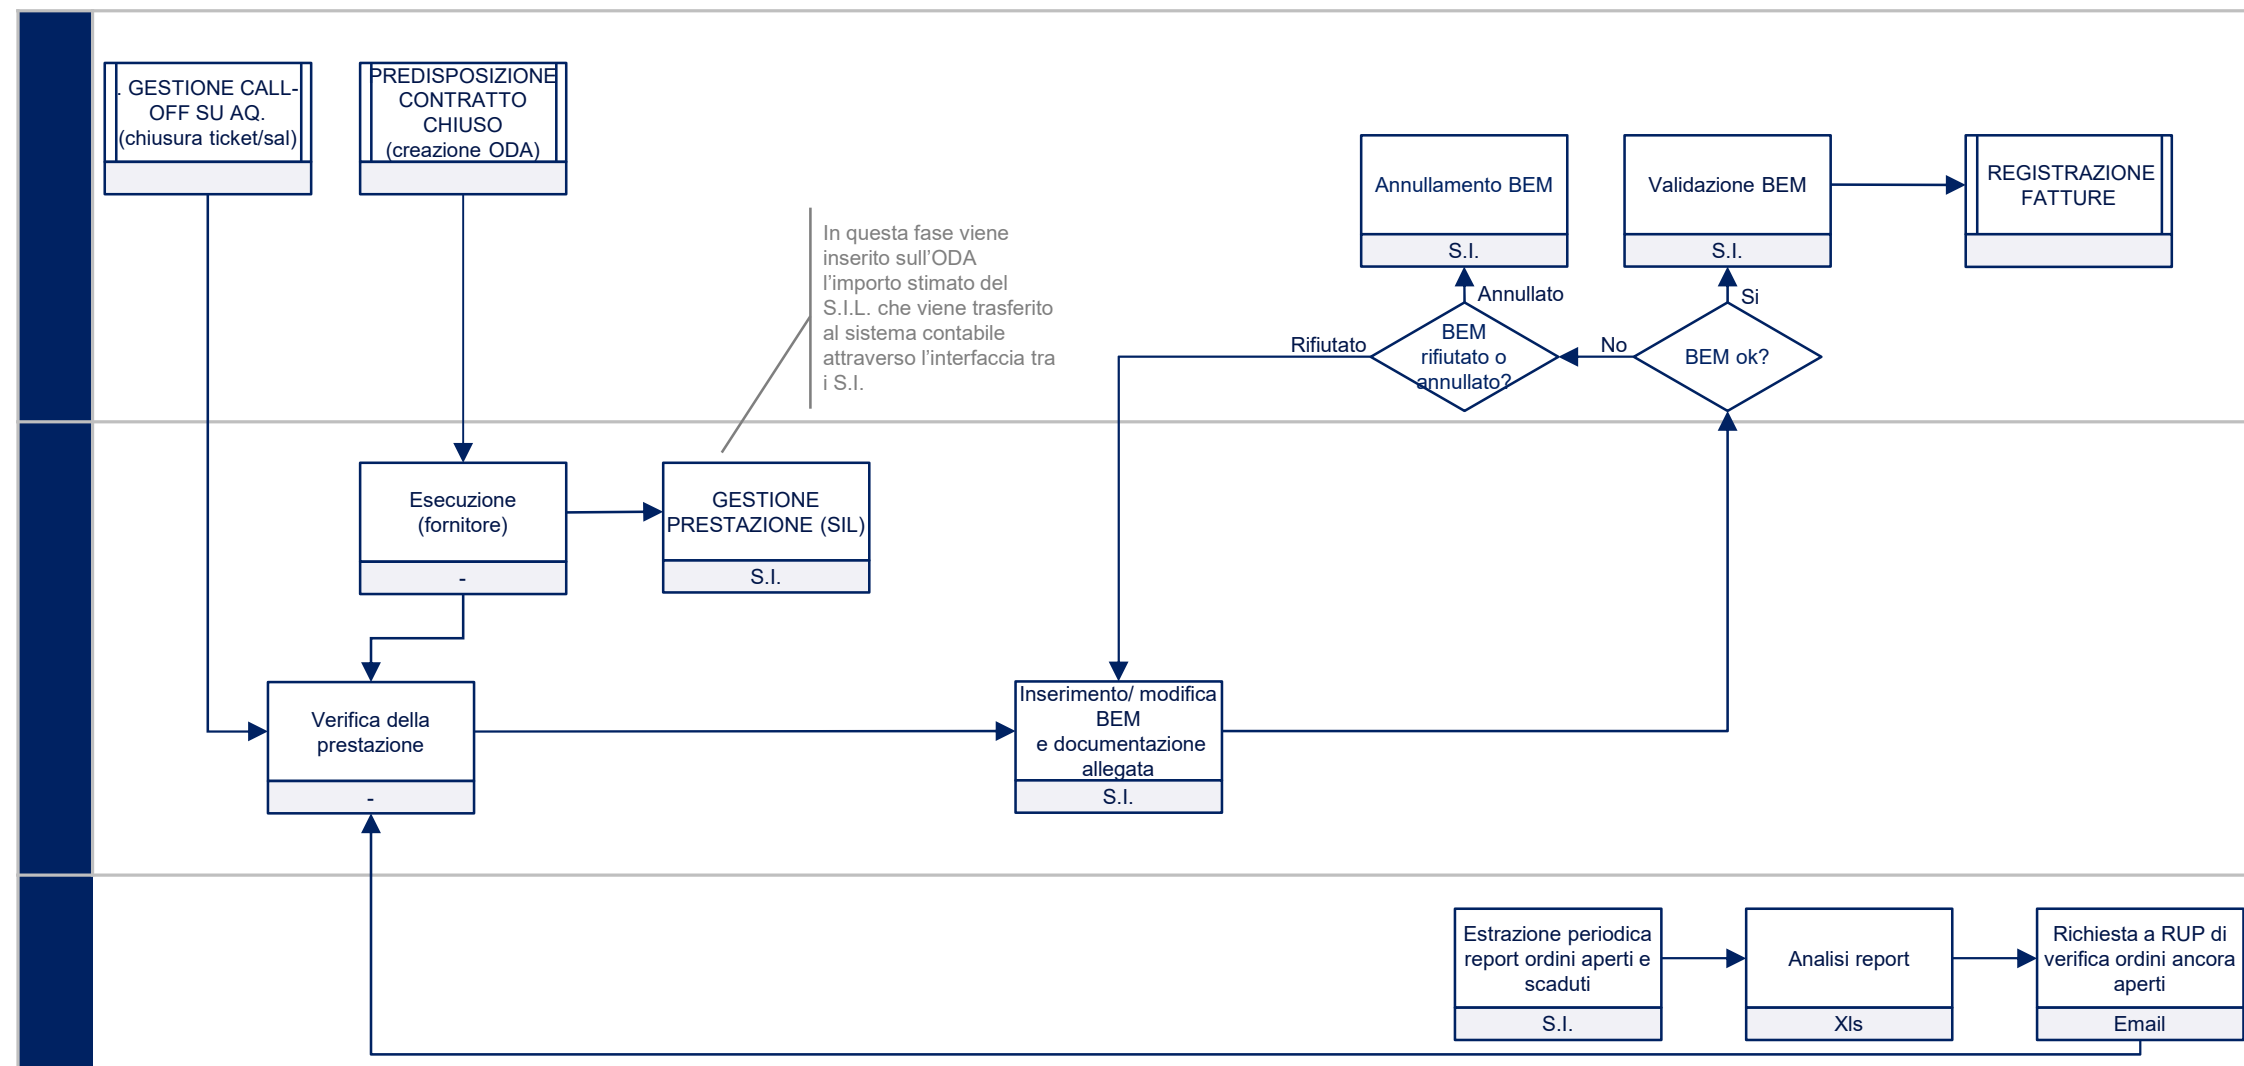 . GESTIONE CALL-
OFF SU AQ.
(chiusura ticket/sal)
PREDISPOSIZIONE
CONTRATTO
CHIUSO
(creazione ODA)
In questa fase viene
inserito sull’ODA
l’importo stimato del
S.I.L. che viene trasferito
al sistema contabile
attraverso l’interfaccia tra
i S.I.
Annullamento BEM
S.I.
Validazione BEM
S.I.
REGISTRAZIONE
FATTURE
Annullato
Si
Rifiutato
BEM
rifiutato o
annullato?
No
BEM ok?
Esecuzione
(fornitore)
-
GESTIONE
PRESTAZIONE (SIL)
S.I.
Verifica della
prestazione
-
Inserimento/ modifica
BEM
e documentazione
allegata
S.I.
Estrazione periodica
report ordini aperti e
scaduti
S.I.
Analisi report
Xls
Richiesta a RUP di
verifica ordini ancora
aperti
Email